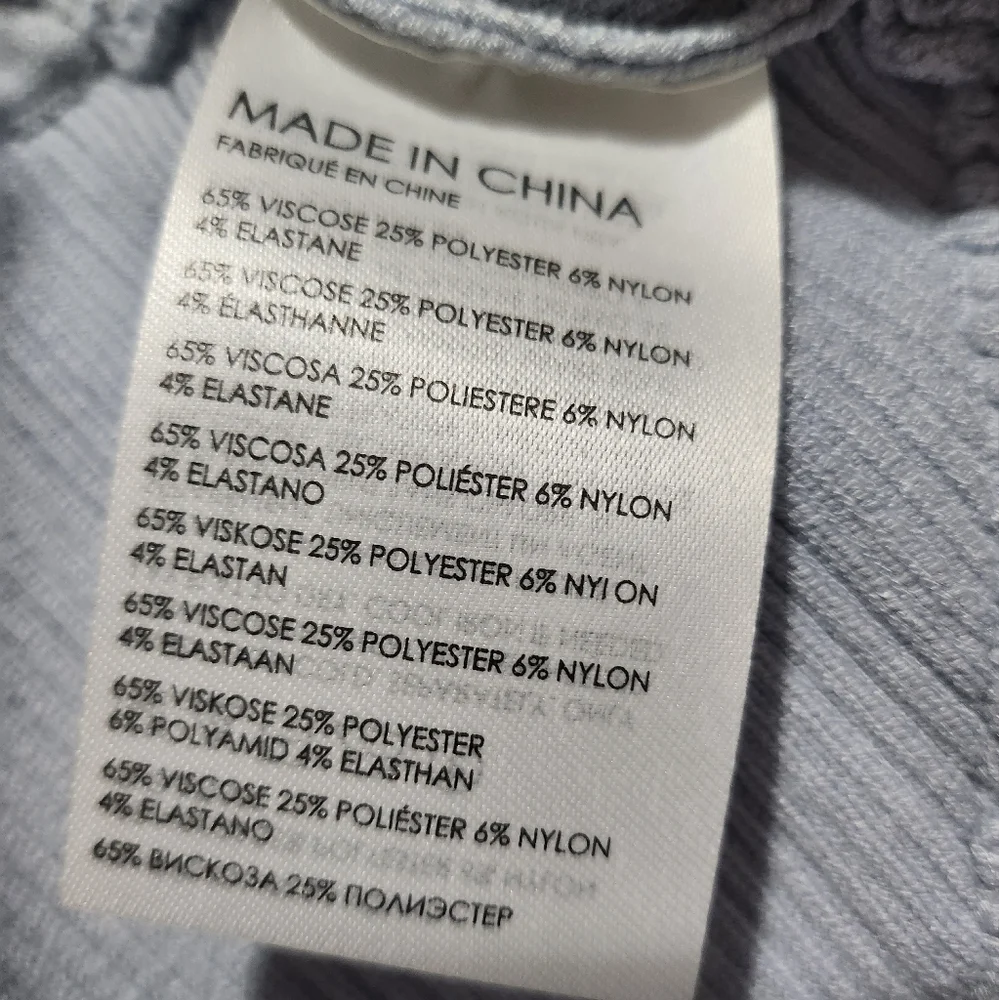 MADE IN CHINA
FABRIQUÉ EN CHINE
65% VISCOSE 25% POLYESTER 6% NYLON
4% ELASTANE
65% VISCOSE 25% POLYESTER 6% NYLON
4% ÉLASTHANNE
65% VISCOSA 25% POLIESTERE 6% NYLON
4% ELASTANE
65% VISCOSA 25% POLIÉSTER 6% NYLON
4% ELASTANO
65% VISKOSE 25% POLYESTER 6% NYLON
4% ELASTAN
65% VISCOSE 25% POLYESTER 6% NYLON
4% ELASTAAN
65% VISKOSE 25% POLYESTER
6% POLYAMID 4% ELASTHAN
65% VISCOSE 25% POLIÉSTER 6% NYLON
4% ELASTANO
65% ВИСКОЗА 25% ПОЛИЭСТЕР